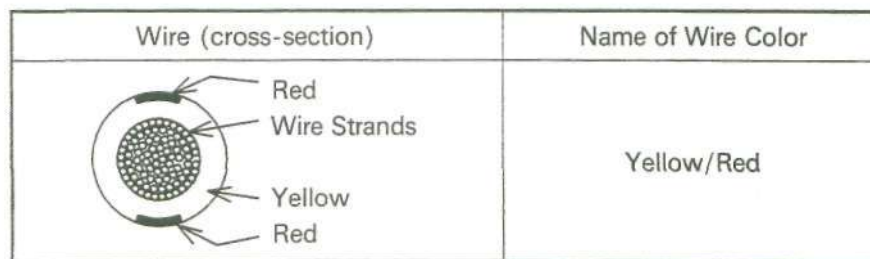 Wire (cross-section)
Name of Wire Color
Red
Wire Strands
Yellow
Red
Yellow/Red